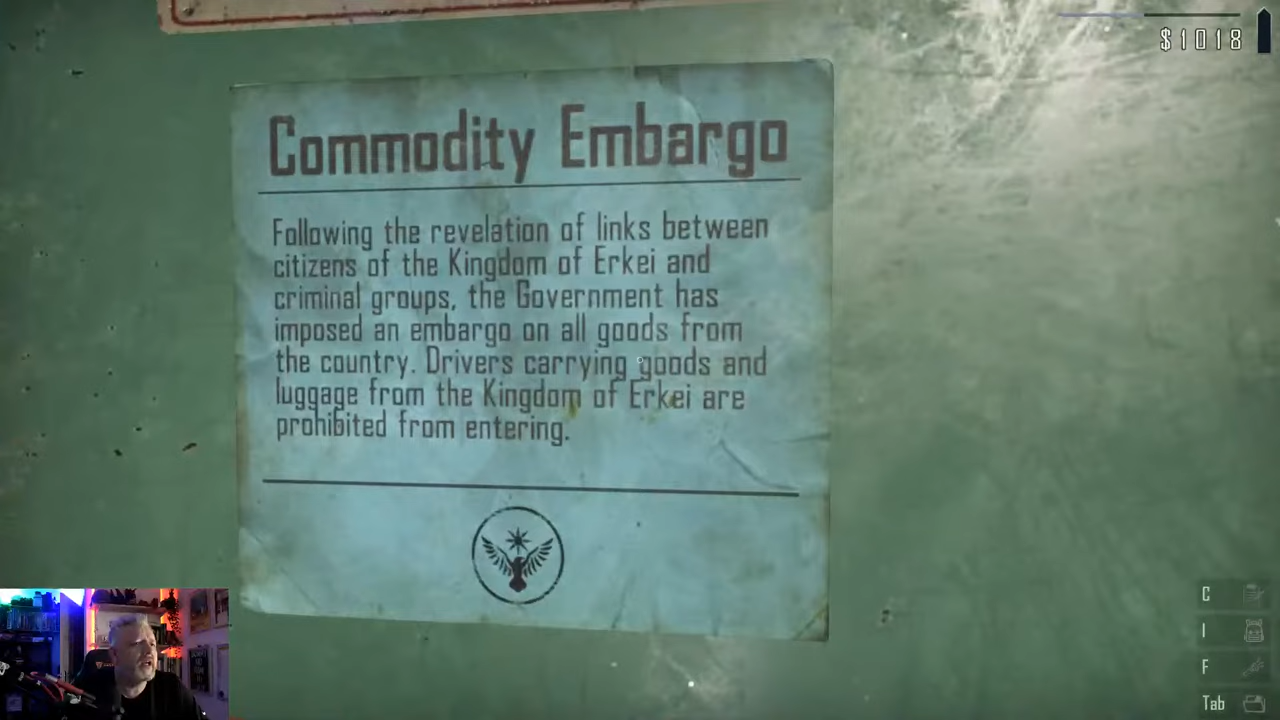 $1018
Commodity Embargo
Following the revelation of links between
citizens of the Kingdom of Erkei and
criminal groups, the Government has
imposed an embargo on all goods from
the country. Drivers carrying goods and
luggage from the Kingdom of Erkei are
prohibited from entering.
C
I
F
Tab